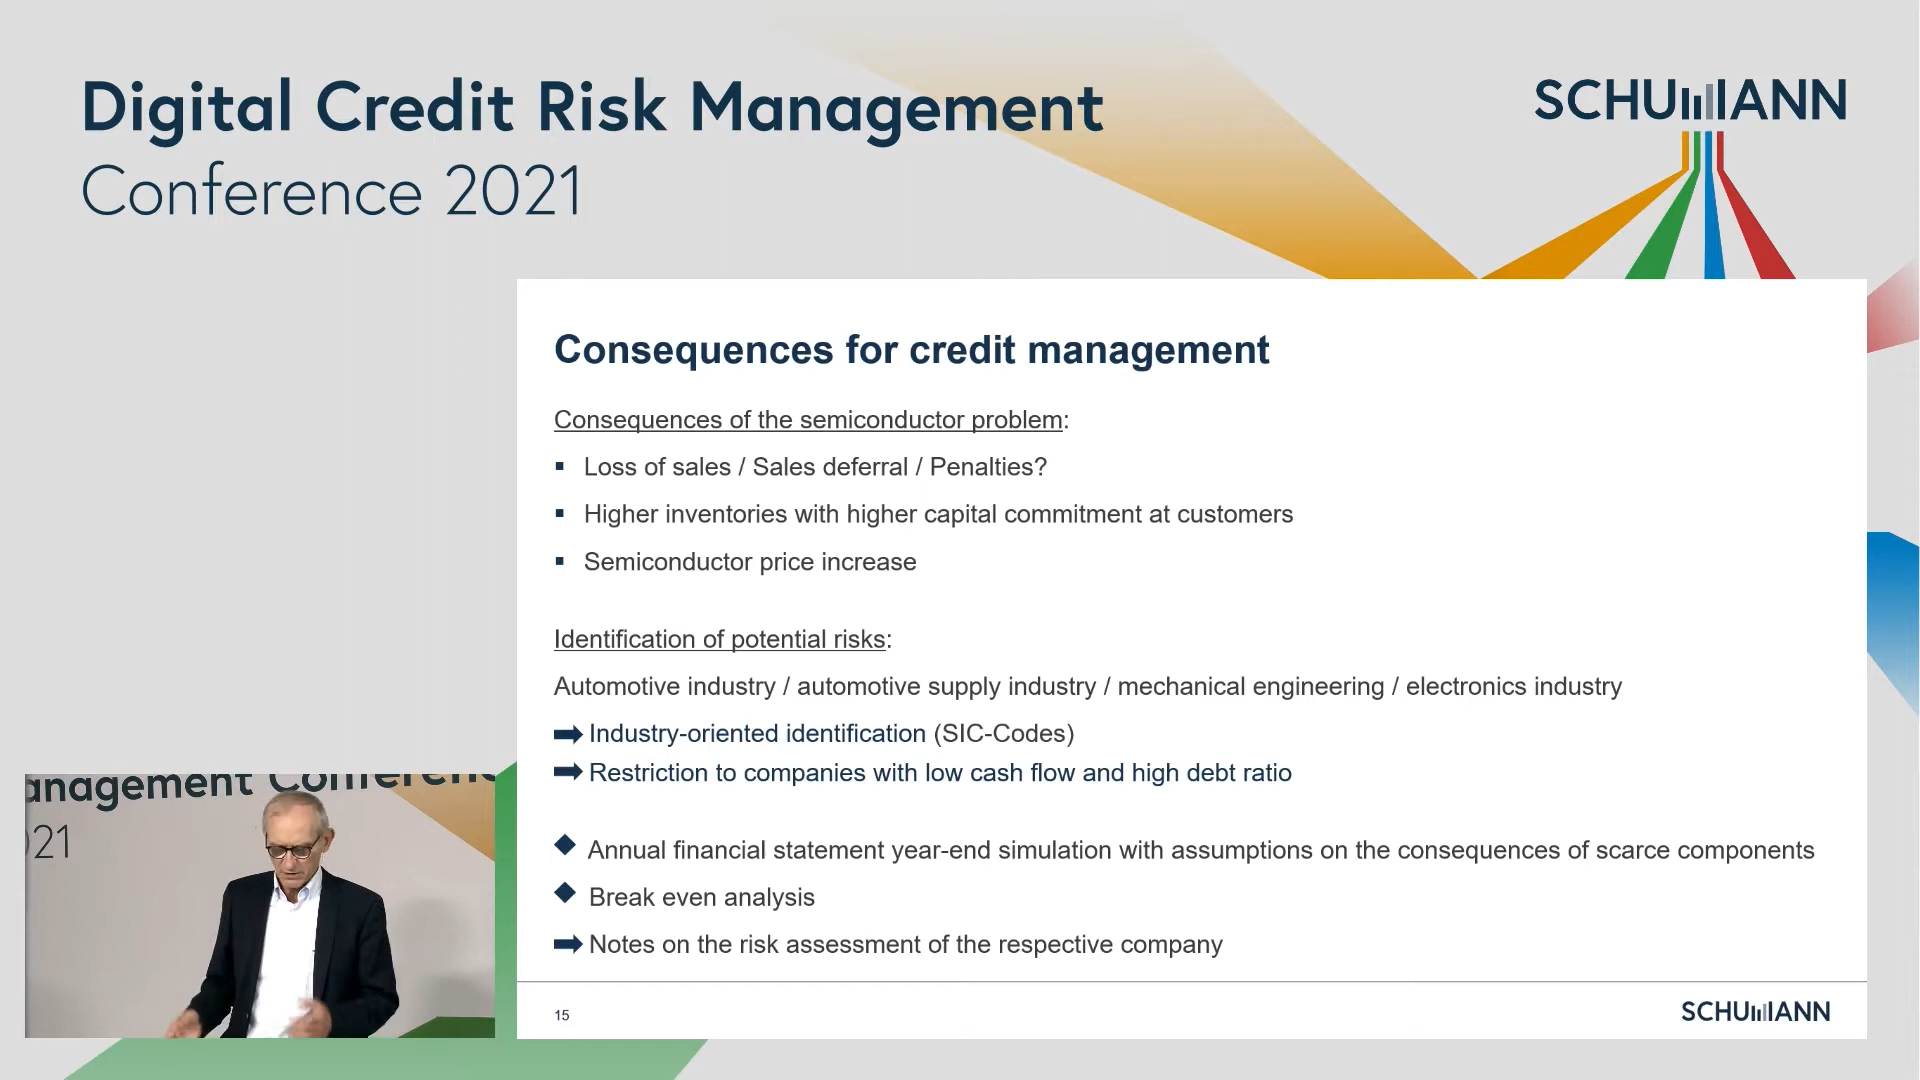 Digital Credit Risk Management
Conference 2021
SCHUMANN
Consequences for credit management
Consequences of the semiconductor problem:
▪ Loss of sales / Sales deferral / Penalties?
▪ Higher inventories with higher capital commitment at customers
▪ Semiconductor price increase
Identification of potential risks:
Automotive industry / automotive supply industry / mechanical engineering / electronics industry
➡ Industry-oriented identification (SIC-Codes)
➡ Restriction to companies with low cash flow and high debt ratio
◆ Annual financial statement year-end simulation with assumptions on the consequences of scarce components
◆ Break even analysis
➡ Notes on the risk assessment of the respective company
15
SCHUMANN
anagement Conferenc
021